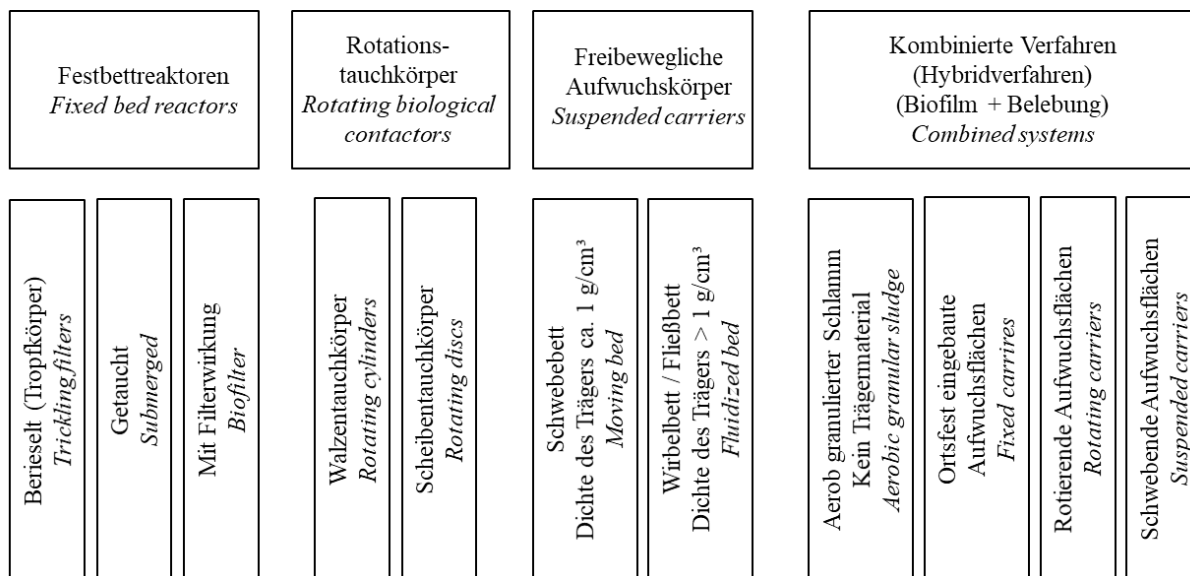 Festbettreaktoren
Fixed bed reactors
Rotations-
tauchkörper
Rotating biological
contactors
Freibewegliche
Aufwuchskörper
Suspended carriers
Kombinierte Verfahren
(Hybridverfahren)
(Biofilm + Belebung)
Combined systems
Berieselt (Tropfkörper)
Trickling filters
Getaucht
Submerged
Mit Filterwirkung
Biofilter
Walzentauchkörper
Rotating cylinders
Scheibentauchkörper
Rotating discs
Schwebebett
Dichte des Trägers ca. 1 g/cm³
Moving bed
Wirbelbett / Fließbett
Dichte des Trägers > 1 g/cm³
Fluidized bed
Aerob granulierter Schlamm
Kein Trägermaterial
Aerobic granular sludge
Ortsfest eingebaute
Aufwuchsflächen
Fixed carrires
Rotierende Aufwuchsflächen
Rotating carriers
Schwebende Aufwuchsflächen
Suspended carriers